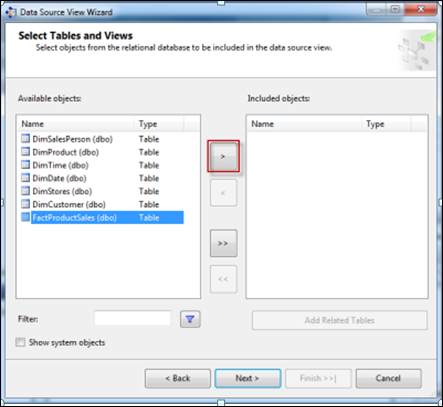 Data Source View Wizard
Select Tables and Views
Select objects from the relational database to be included in the data source view.
Available objects:
Included objects:
Name Type
Name Type
DimSalesPerson (dbo) Table
DimProduct (dbo) Table
DimTime (dbo) Table
DimDate (dbo) Table
DimStores (dbo) Table
DimCustomer (dbo) Table
FactProductSales (dbo) Table
>
<
>>
<<
Filter:
Add Related Tables
Show system objects
< Back Next > Finish >>| Cancel